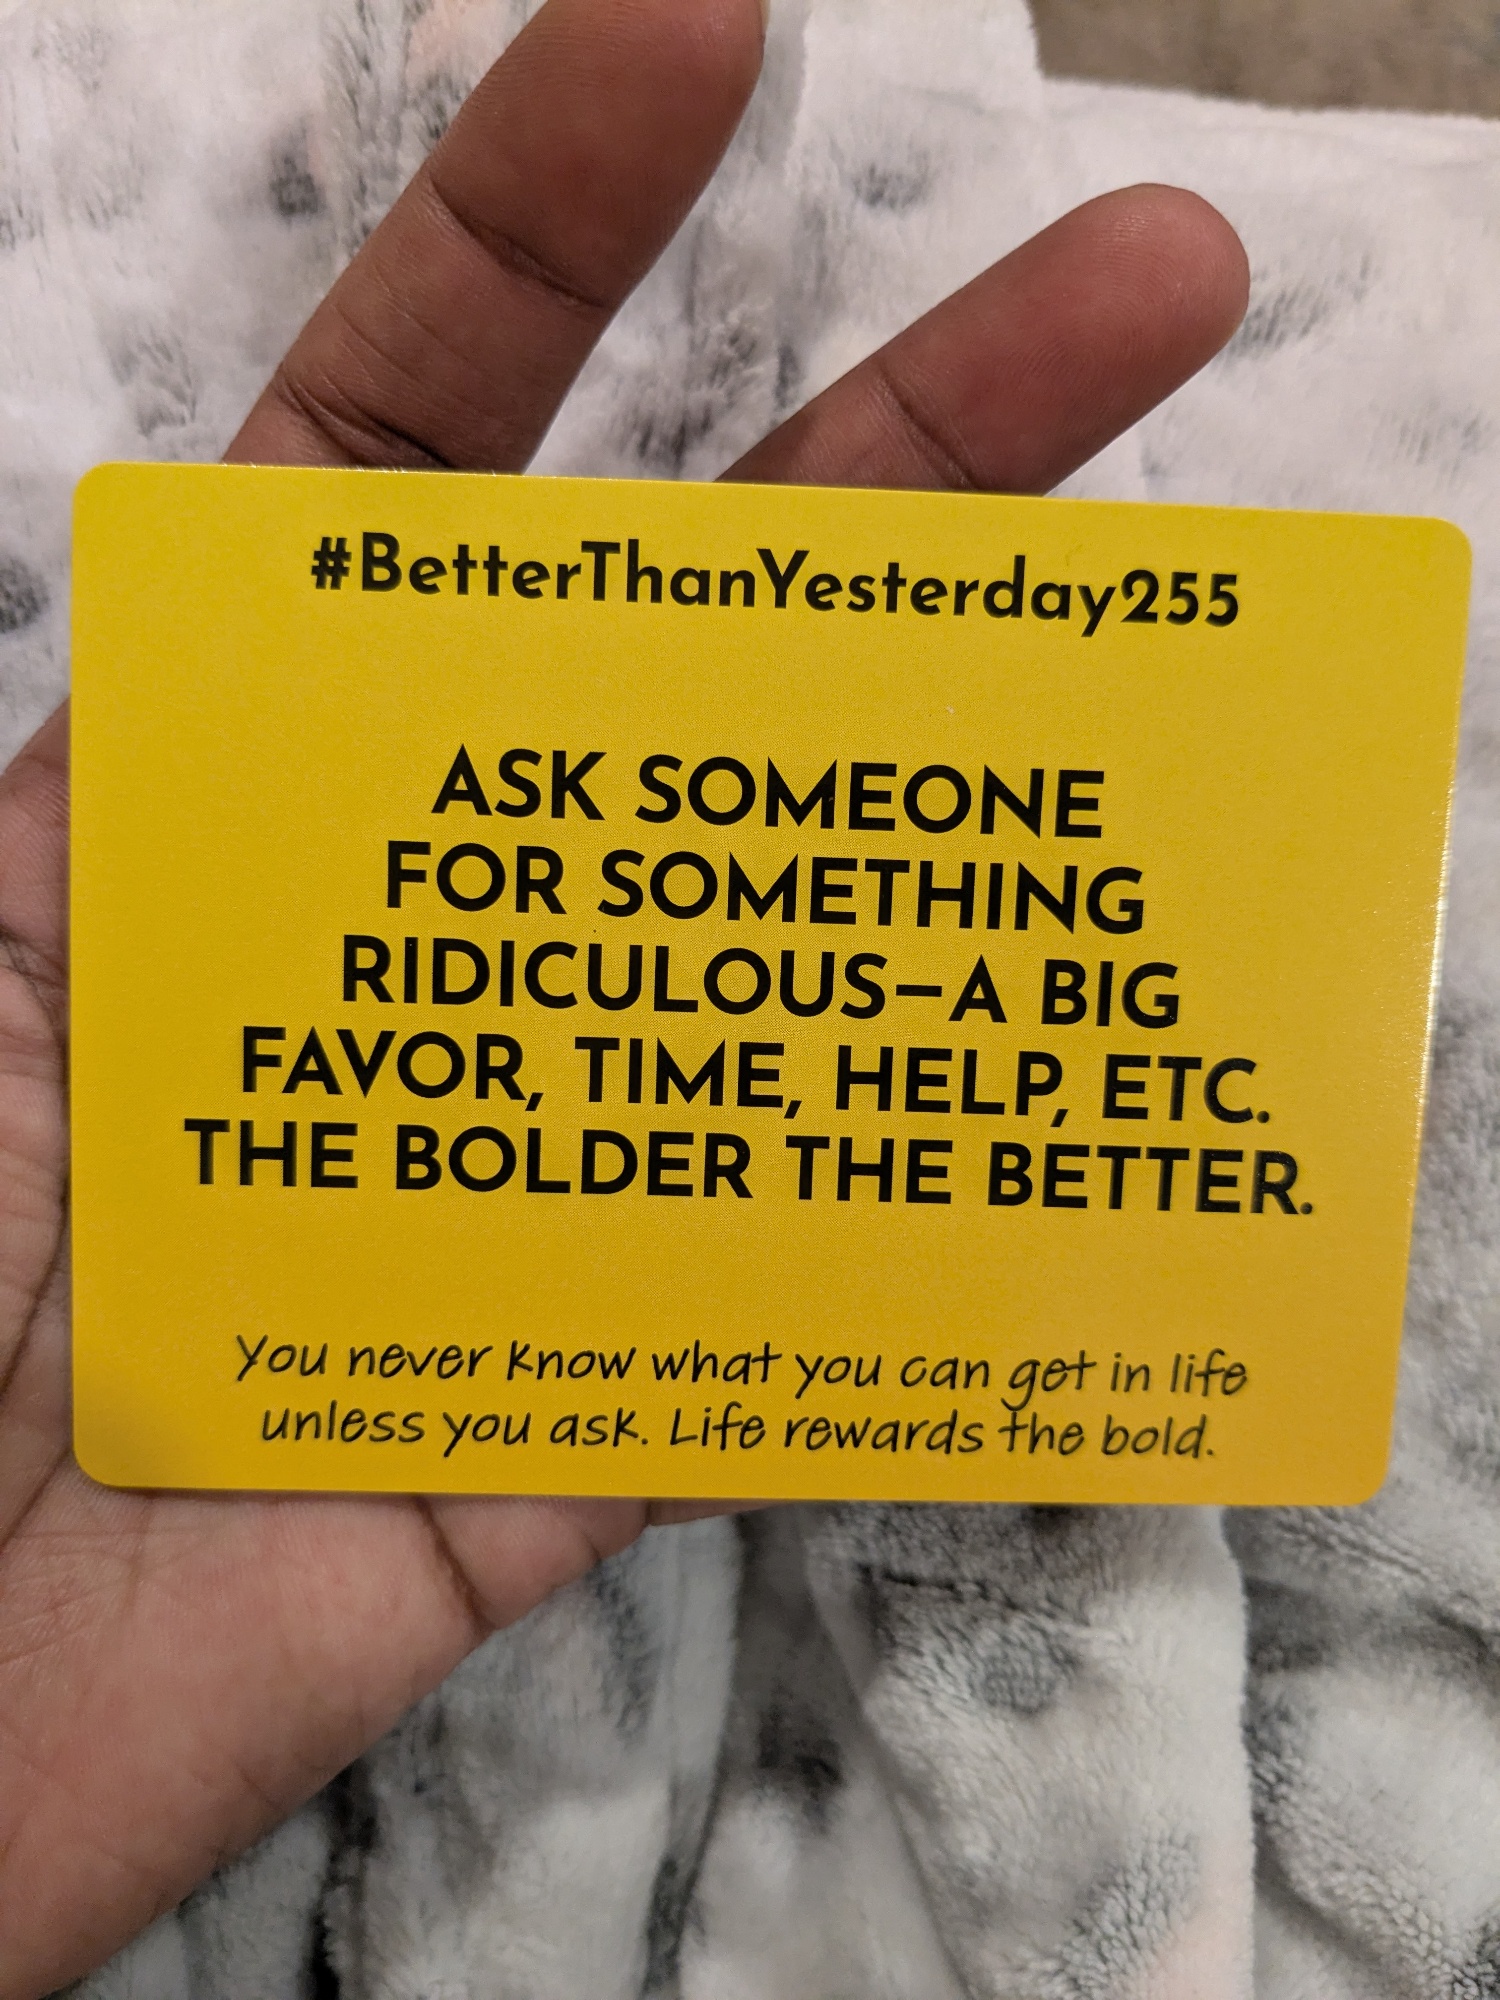 #BetterThanYesterday255
ASK SOMEONE
FOR SOMETHING
RIDICULOUS–A BIG
FAVOR, TIME, HELP, ETC.
THE BOLDER THE BETTER.
You never know what you can get in life
unless you ask. Life rewards the bold.